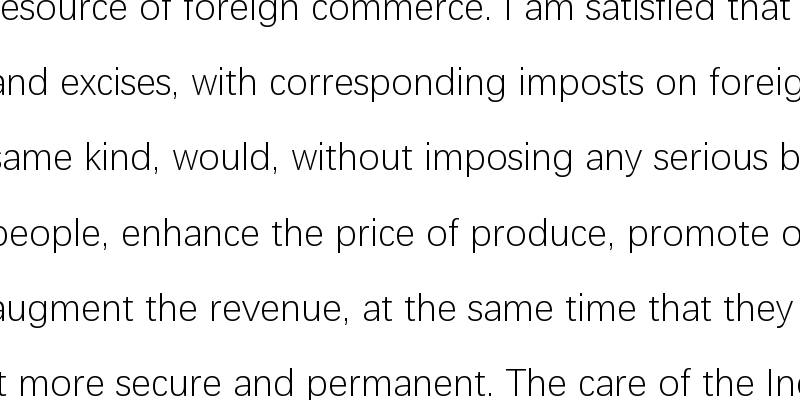 esource of foreign commerce. I am satisfied that
and excises, with corresponding imposts on foreig
same kind, would, without imposing any serious b
people, enhance the price of produce, promote o
augment the revenue, at the same time that they
t more secure and permanent. The care of the In